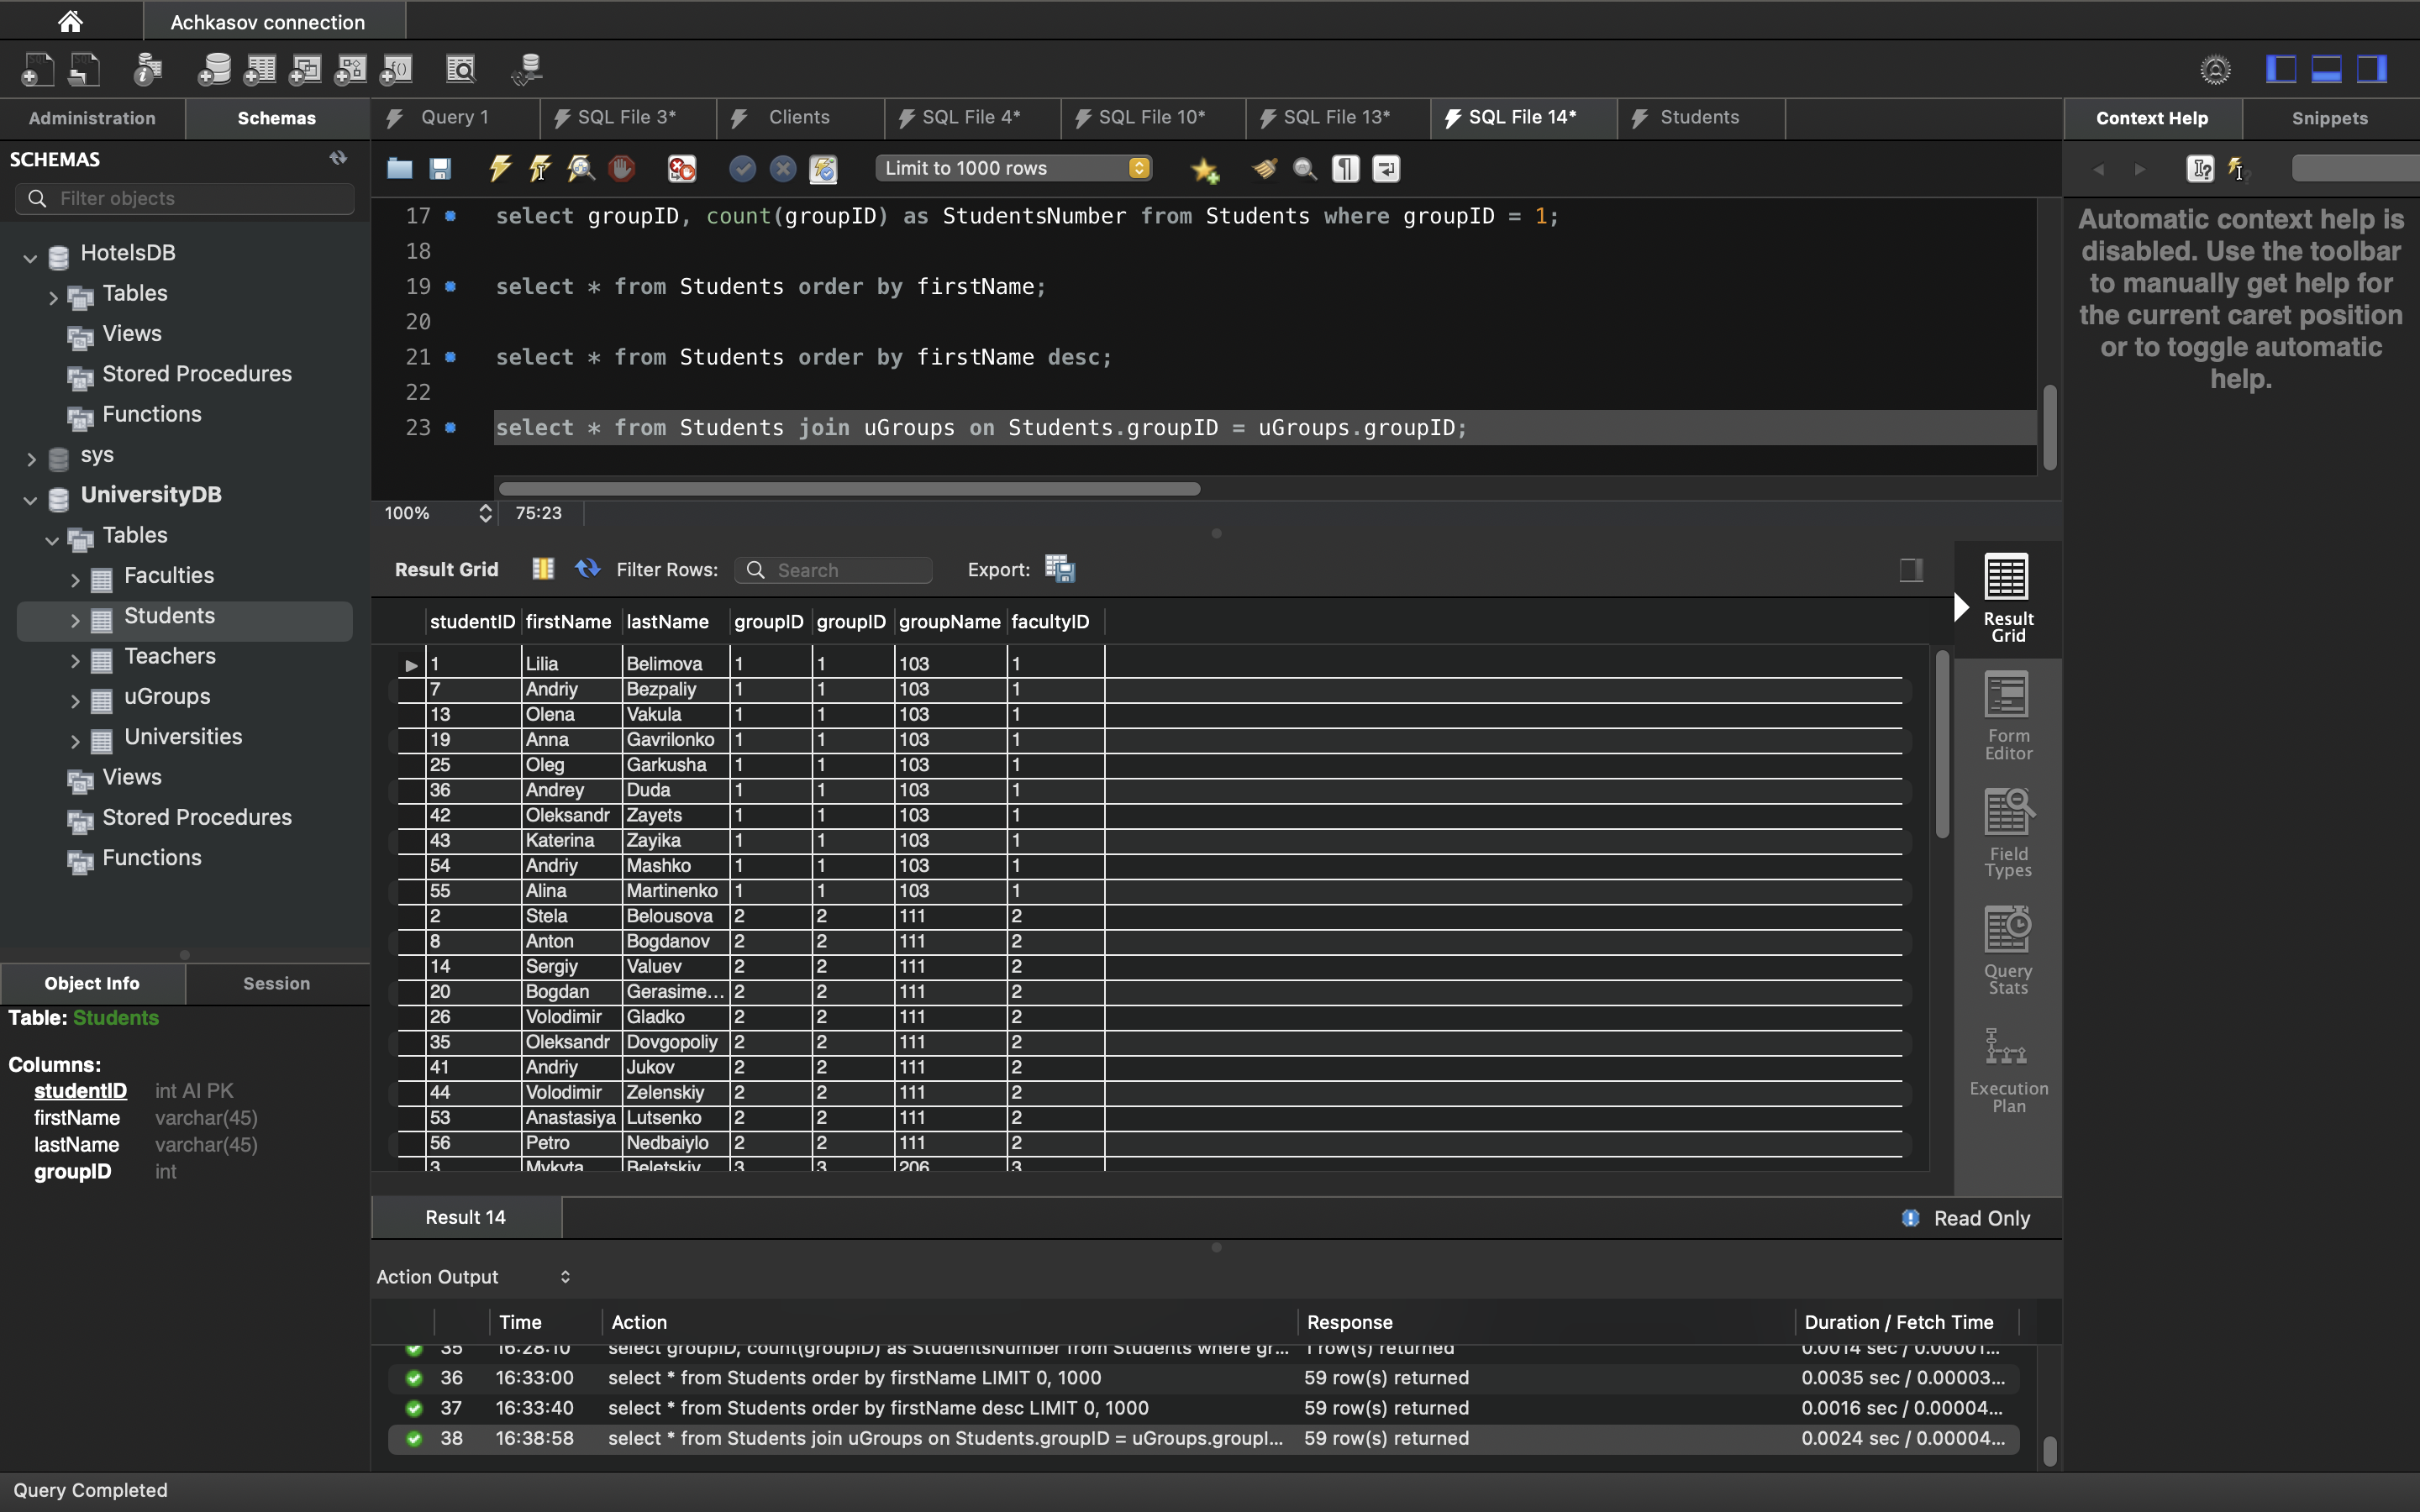 Achkasov connection
Administration
Schemas
Query 1
SQL File 3*
Clients
SQL File 4*
SQL File 10*
SQL File 13*
SQL File 14*
Students
Context Help
Snippets
SCHEMAS
Filter objects
HotelsDB
Tables
Views
Stored Procedures
Functions
sys
UniversityDB
Tables
Faculties
Students
Teachers
uGroups
Universities
Views
Stored Procedures
Functions
Object Info
Session
Table: Students
Columns:
studentID int AI PK
firstName varchar(45)
lastName varchar(45)
groupID int
Limit to 1000 rows
17 select groupID, count(groupID) as StudentsNumber from Students where groupID = 1;
18
19 select * from Students order by firstName;
20
21 select * from Students order by firstName desc;
22
23 select * from Students join uGroups on Students.groupID = uGroups.groupID;
100% 75:23
Automatic context help is
disabled. Use the toolbar
to manually get help for
the current caret position
or to toggle automatic
help.
Result Grid
Filter Rows:
Search
Export:
studentID firstName lastName groupID groupID groupName facultyID
1 Lilia Belimova 1 1 103 1
7 Andriy Bezpaliy 1 1 103 1
13 Olena Vakula 1 1 103 1
19 Anna Gavrilonko 1 1 103 1
25 Oleg Garkusha 1 1 103 1
36 Andrey Duda 1 1 103 1
42 Oleksandr Zayets 1 1 103 1
43 Katerina Zayika 1 1 103 1
54 Andriy Mashko 1 1 103 1
55 Alina Martinenko 1 1 103 1
2 Stela Belousova 2 2 111 2
8 Anton Bogdanov 2 2 111 2
14 Sergiy Valuev 2 2 111 2
20 Bogdan Gerasime... 2 2 111 2
26 Volodimir Gladko 2 2 111 2
35 Oleksandr Dovgopoliy 2 2 111 2
41 Andriy Jukov 2 2 111 2
44 Volodimir Zelenskiy 2 2 111 2
53 Anastasiya Lutsenko 2 2 111 2
56 Petro Nedbaiylo 2 2 111 2
3 Mykyta Beletskiy 3 3 206 3
Result
Grid
Form
Editor
Field
Types
Query
Stats
Execution
Plan
Result 14
Read Only
Action Output
Time Action Response Duration / Fetch Time
35 16:28:10 select groupID, count(groupID) as StudentsNumber from Students where gr... 1 row(s) returned 0.0014 sec / 0.00001...
36 16:33:00 select * from Students order by firstName LIMIT 0, 1000 59 row(s) returned 0.0035 sec / 0.00003...
37 16:33:40 select * from Students order by firstName desc LIMIT 0, 1000 59 row(s) returned 0.0016 sec / 0.00004...
38 16:38:58 select * from Students join uGroups on Students.groupID = uGroups.groupI... 59 row(s) returned 0.0024 sec / 0.00004...
Query Completed